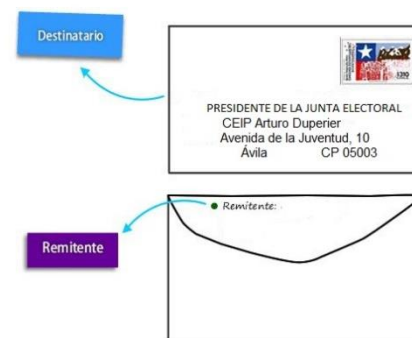 Destinatario
PRESIDENTE DE LA JUNTA ELECTORAL
CEIP Arturo Duperier
Avenida de la Juventud, 10
Ávila CP 05003
Remitente:
Remitente